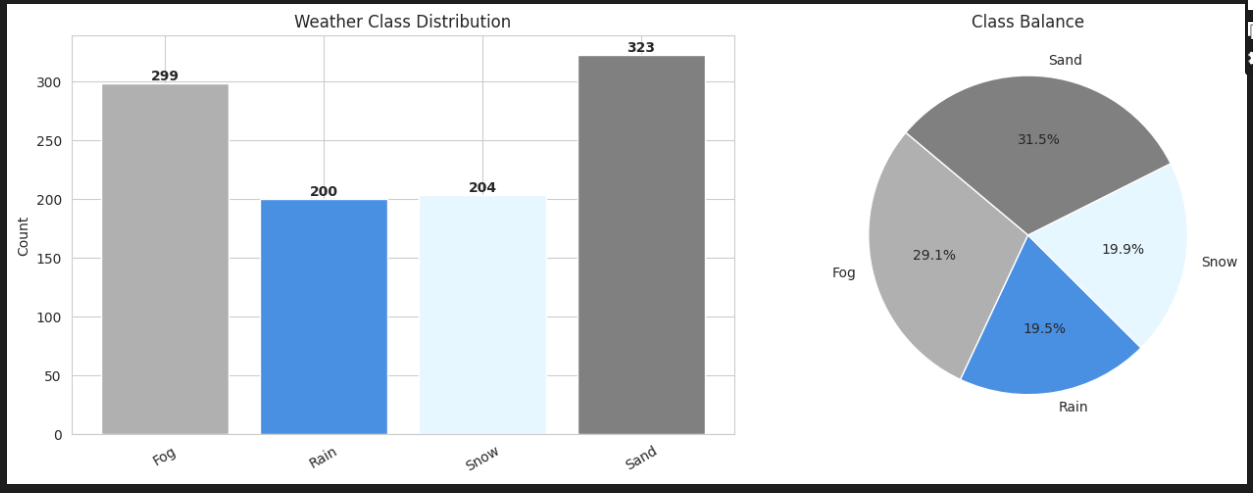 Weather Class Distribution
323
299
204
200
300
250
200
150
100
50
0
Count
Fog
Rain
Snow
Sand
Class Balance
Sand
31.5%
Snow
19.9%
Fog
29.1%
19.5%
Rain